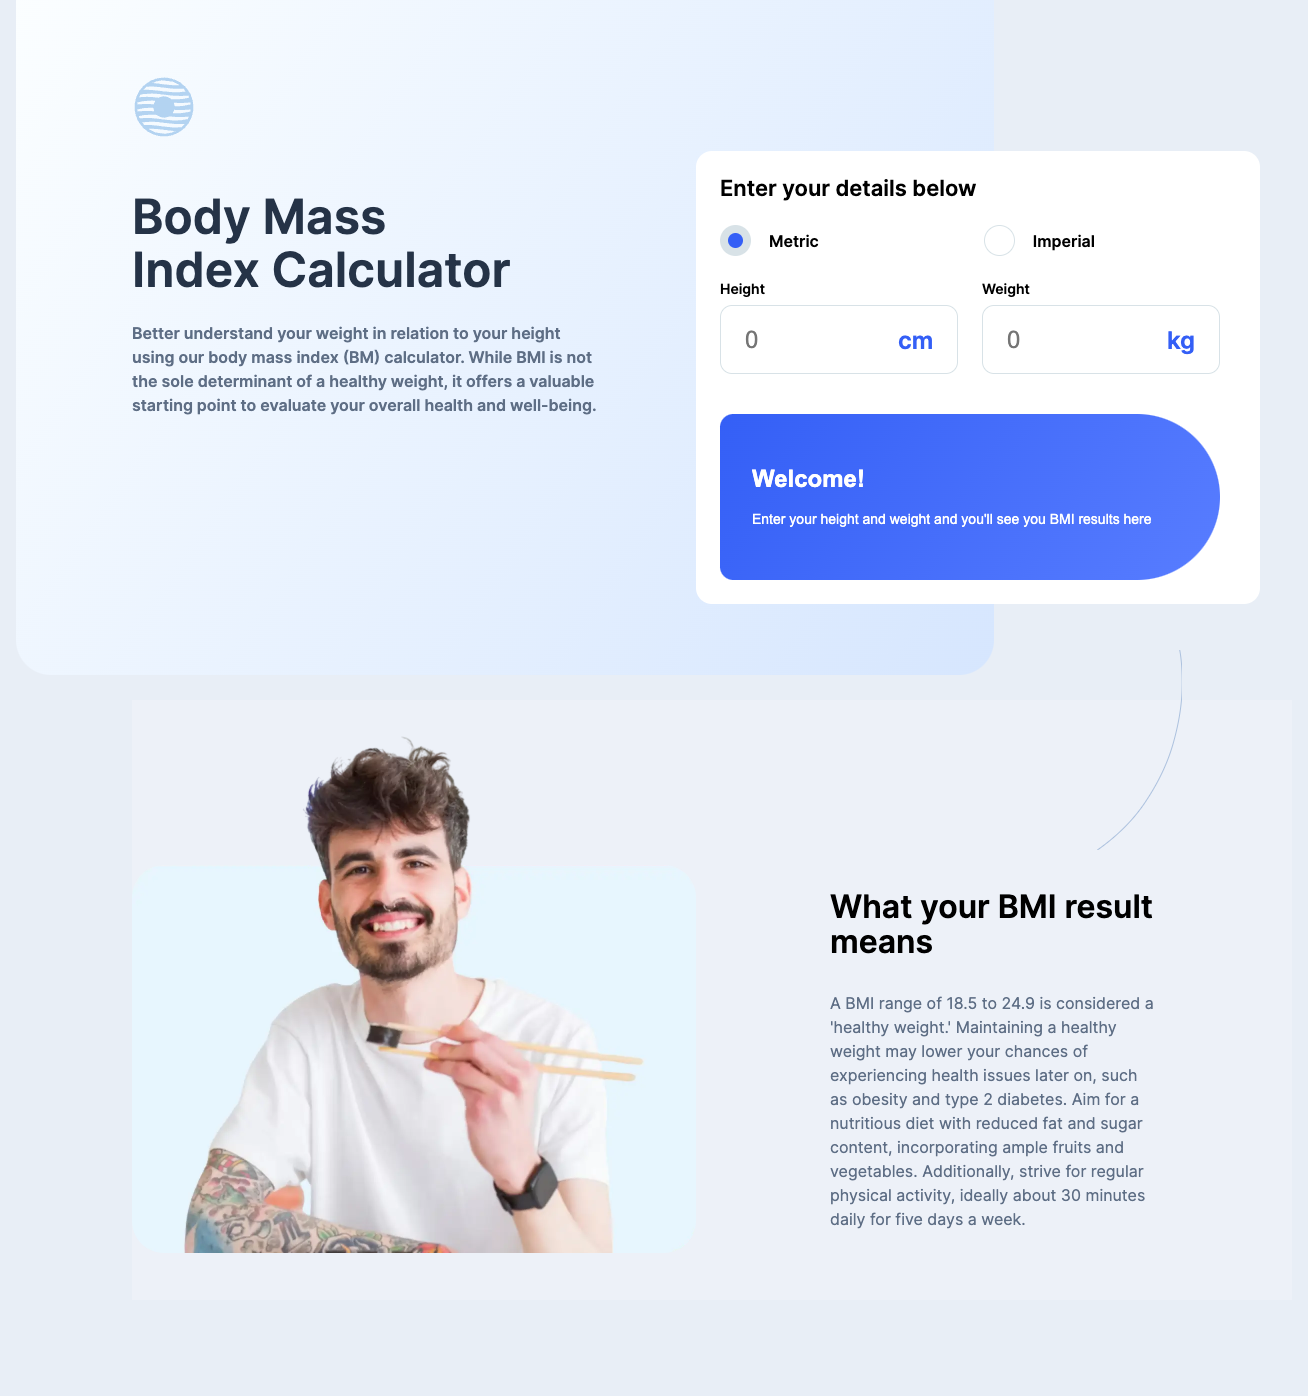 Body Mass
Index Calculator
Better understand your weight in relation to your height
using our body mass index (BM) calculator. While BMI is not
the sole determinant of a healthy weight, it offers a valuable
starting point to evaluate your overall health and well-being.
Enter your details below
Metric
Imperial
Height
Weight
0 cm
0 kg
Welcome!
Enter your height and weight and you'll see you BMI results here
What your BMI result
means
A BMI range of 18.5 to 24.9 is considered a
'healthy weight.' Maintaining a healthy
weight may lower your chances of
experiencing health issues later on, such
as obesity and type 2 diabetes. Aim for a
nutritious diet with reduced fat and sugar
content, incorporating ample fruits and
vegetables. Additionally, strive for regular
physical activity, ideally about 30 minutes
daily for five days a week.